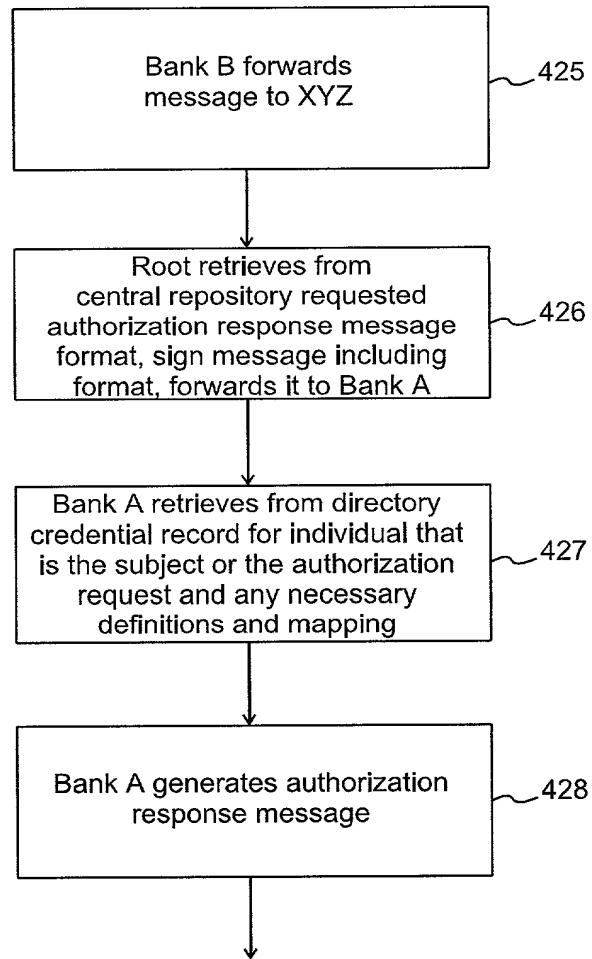 Bank B forwards
message to XYZ
425
Root retrieves from
central repository requested
authorization response message
format, sign message including
format, forwards it to Bank A
426
Bank A retrieves from directory
credential record for individual that
is the subject or the authorization
request and any necessary
definitions and mapping
427
Bank A generates authorization
response message
428